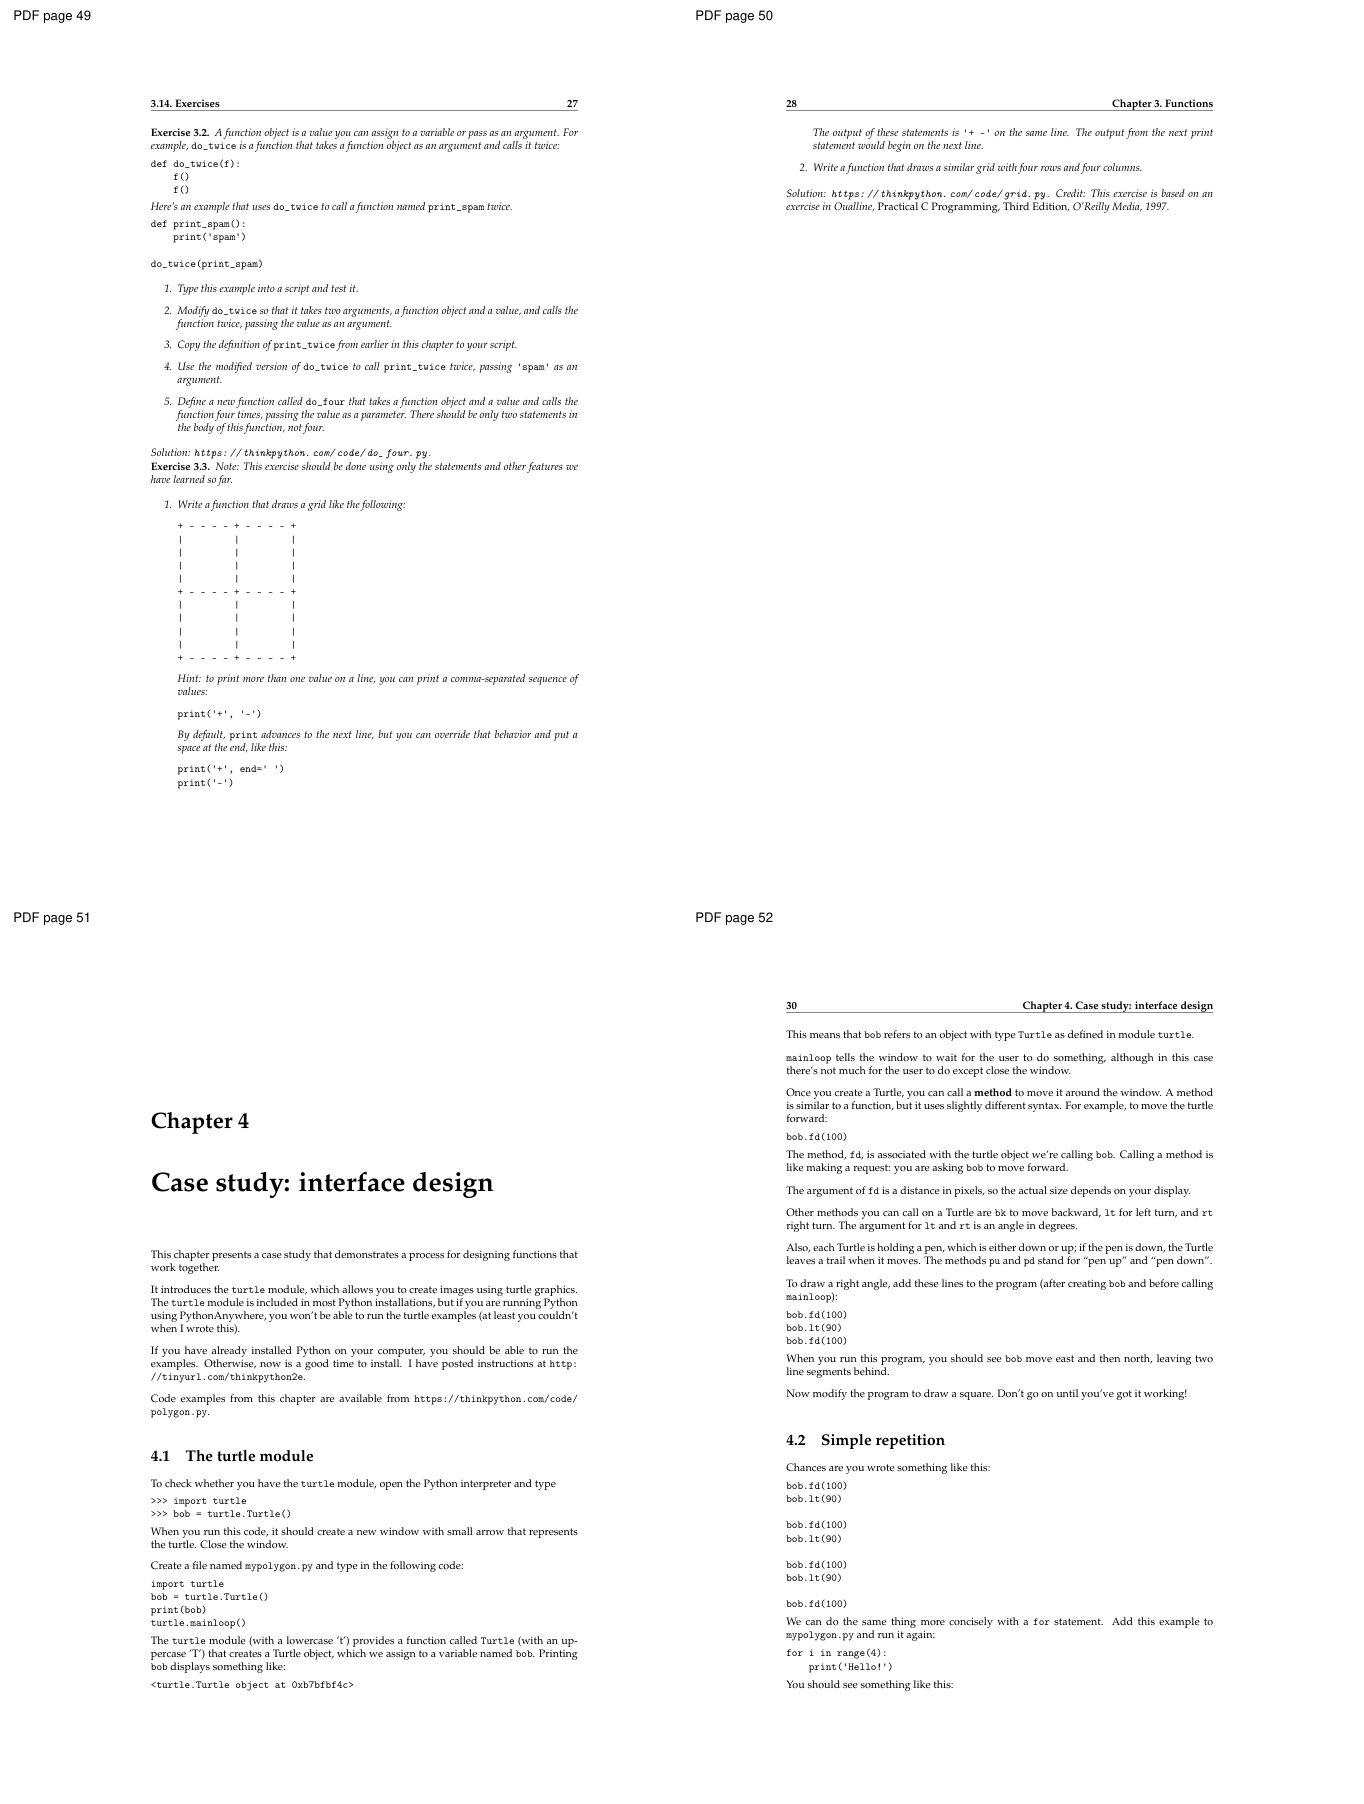 PDF page 49
3.14. Exercises 27
Exercise 3.2. A function object is a value you can assign to a variable or pass as an argument. For
example, do_twice is a function that takes a function object as an argument and calls it twice:
def do_twice(f):
    f()
    f()
Here's an example that uses do_twice to call a function named print_spam twice.
def print_spam():
    print('spam')
do_twice(print_spam)
1. Type this example into a script and test it.
2. Modify do_twice so that it takes two arguments, a function object and a value, and calls the
function twice, passing the value as an argument.
3. Copy the definition of print_twice from earlier in this chapter to your script.
4. Use the modified version of do_twice to call print_twice twice, passing 'spam' as an
argument.
5. Define a new function called do_four that takes a function object and a value and calls the
function four times, passing the value as a parameter. There should be only two statements in
the body of this function, not four.
Solution: https://thinkpython.com/code/do_four.py.
Exercise 3.3. Note: This exercise should be done using only the statements and other features we
have learned so far.
1. Write a function that draws a grid like the following:
+ - - - - + - - - - +
|         |         |
|         |         |
|         |         |
|         |         |
+ - - - - + - - - - +
|         |         |
|         |         |
|         |         |
|         |         |
+ - - - - + - - - - +
Hint: to print more than one value on a line, you can print a comma-separated sequence of
values:
print('+', '-')
By default, print advances to the next line, but you can override that behavior and put a
space at the end, like this:
print('+', end=' ')
print('-')
PDF page 50
28 Chapter 3. Functions
The output of these statements is '+ -' on the same line. The output from the next print
statement would begin on the next line.
2. Write a function that draws a similar grid with four rows and four columns.
Solution: https://thinkpython.com/code/grid.py. Credit: This exercise is based on an
exercise in Oualline, Practical C Programming, Third Edition, O'Reilly Media, 1997.
PDF page 51
Chapter 4
Case study: interface design
This chapter presents a case study that demonstrates a process for designing functions that
work together.
It introduces the turtle module, which allows you to create images using turtle graphics.
The turtle module is included in most Python installations, but if you are running Python
using PythonAnywhere, you won't be able to run the turtle examples (at least you couldn't
when I wrote this).
If you have already installed Python on your computer, you should be able to run the
examples. Otherwise, now is a good time to install. I have posted instructions at http:
//tinyurl.com/thinkpython2e.
Code examples from this chapter are available from https://thinkpython.com/code/
polygon.py.
4.1 The turtle module
To check whether you have the turtle module, open the Python interpreter and type
>>> import turtle
>>> bob = turtle.Turtle()
When you run this code, it should create a new window with small arrow that represents
the turtle. Close the window.
Create a file named mypolygon.py and type in the following code:
import turtle
bob = turtle.Turtle()
print(bob)
turtle.mainloop()
The turtle module (with a lowercase 't') provides a function called Turtle (with an up-
percase 'T') that creates a Turtle object, which we assign to a variable named bob. Printing
bob displays something like:
<turtle.Turtle object at 0xb7bfbf4c>
PDF page 52
30 Chapter 4. Case study: interface design
This means that bob refers to an object with type Turtle as defined in module turtle.
mainloop tells the window to wait for the user to do something, although in this case
there's not much for the user to do except close the window.
Once you create a Turtle, you can call a method to move it around the window. A method
is similar to a function, but it uses slightly different syntax. For example, to move the turtle
forward:
bob.fd(100)
The method, fd, is associated with the turtle object we're calling bob. Calling a method is
like making a request: you are asking bob to move forward.
The argument of fd is a distance in pixels, so the actual size depends on your display.
Other methods you can call on a Turtle are bk to move backward, lt for left turn, and rt
right turn. The argument for lt and rt is an angle in degrees.
Also, each Turtle is holding a pen, which is either down or up; if the pen is down, the Turtle
leaves a trail when it moves. The methods pu and pd stand for “pen up” and “pen down”.
To draw a right angle, add these lines to the program (after creating bob and before calling
mainloop):
bob.fd(100)
bob.lt(90)
bob.fd(100)
When you run this program, you should see bob move east and then north, leaving two
line segments behind.
Now modify the program to draw a square. Don't go on until you've got it working!
4.2 Simple repetition
Chances are you wrote something like this:
bob.fd(100)
bob.lt(90)
bob.fd(100)
bob.lt(90)
bob.fd(100)
bob.lt(90)
bob.fd(100)
We can do the same thing more concisely with a for statement. Add this example to
mypolygon.py and run it again:
for i in range(4):
    print('Hello!')
You should see something like this: